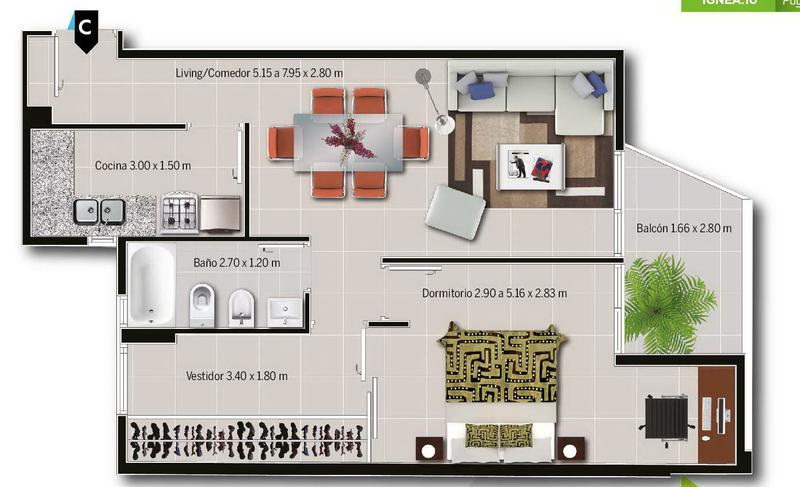 IGNEA.10
C
Living/Comedor 5.15 a 7.95 x 2.80 m
Cocina 3.00 x 1.50 m
Balcón 1.66 x 2.80 m
Baño 2.70 x 1.20 m
Dormitorio 2.90 a 5.16 x 2.83 m
Vestidor 3.40 x 1.80 m